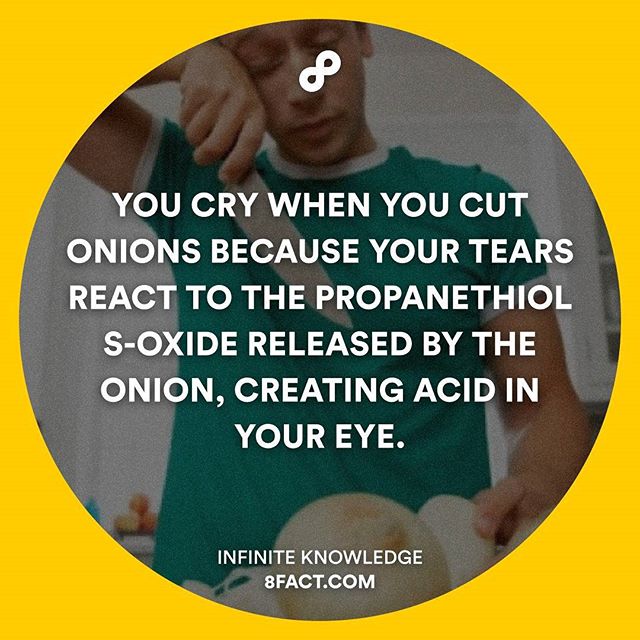 YOU CRY WHEN YOU CUT
ONIONS BECAUSE YOUR TEARS
REACT TO THE PROPANETHIOL
S-OXIDE RELEASED BY THE
ONION, CREATING ACID IN
YOUR EYE.
INFINITE KNOWLEDGE
8FACT.COM